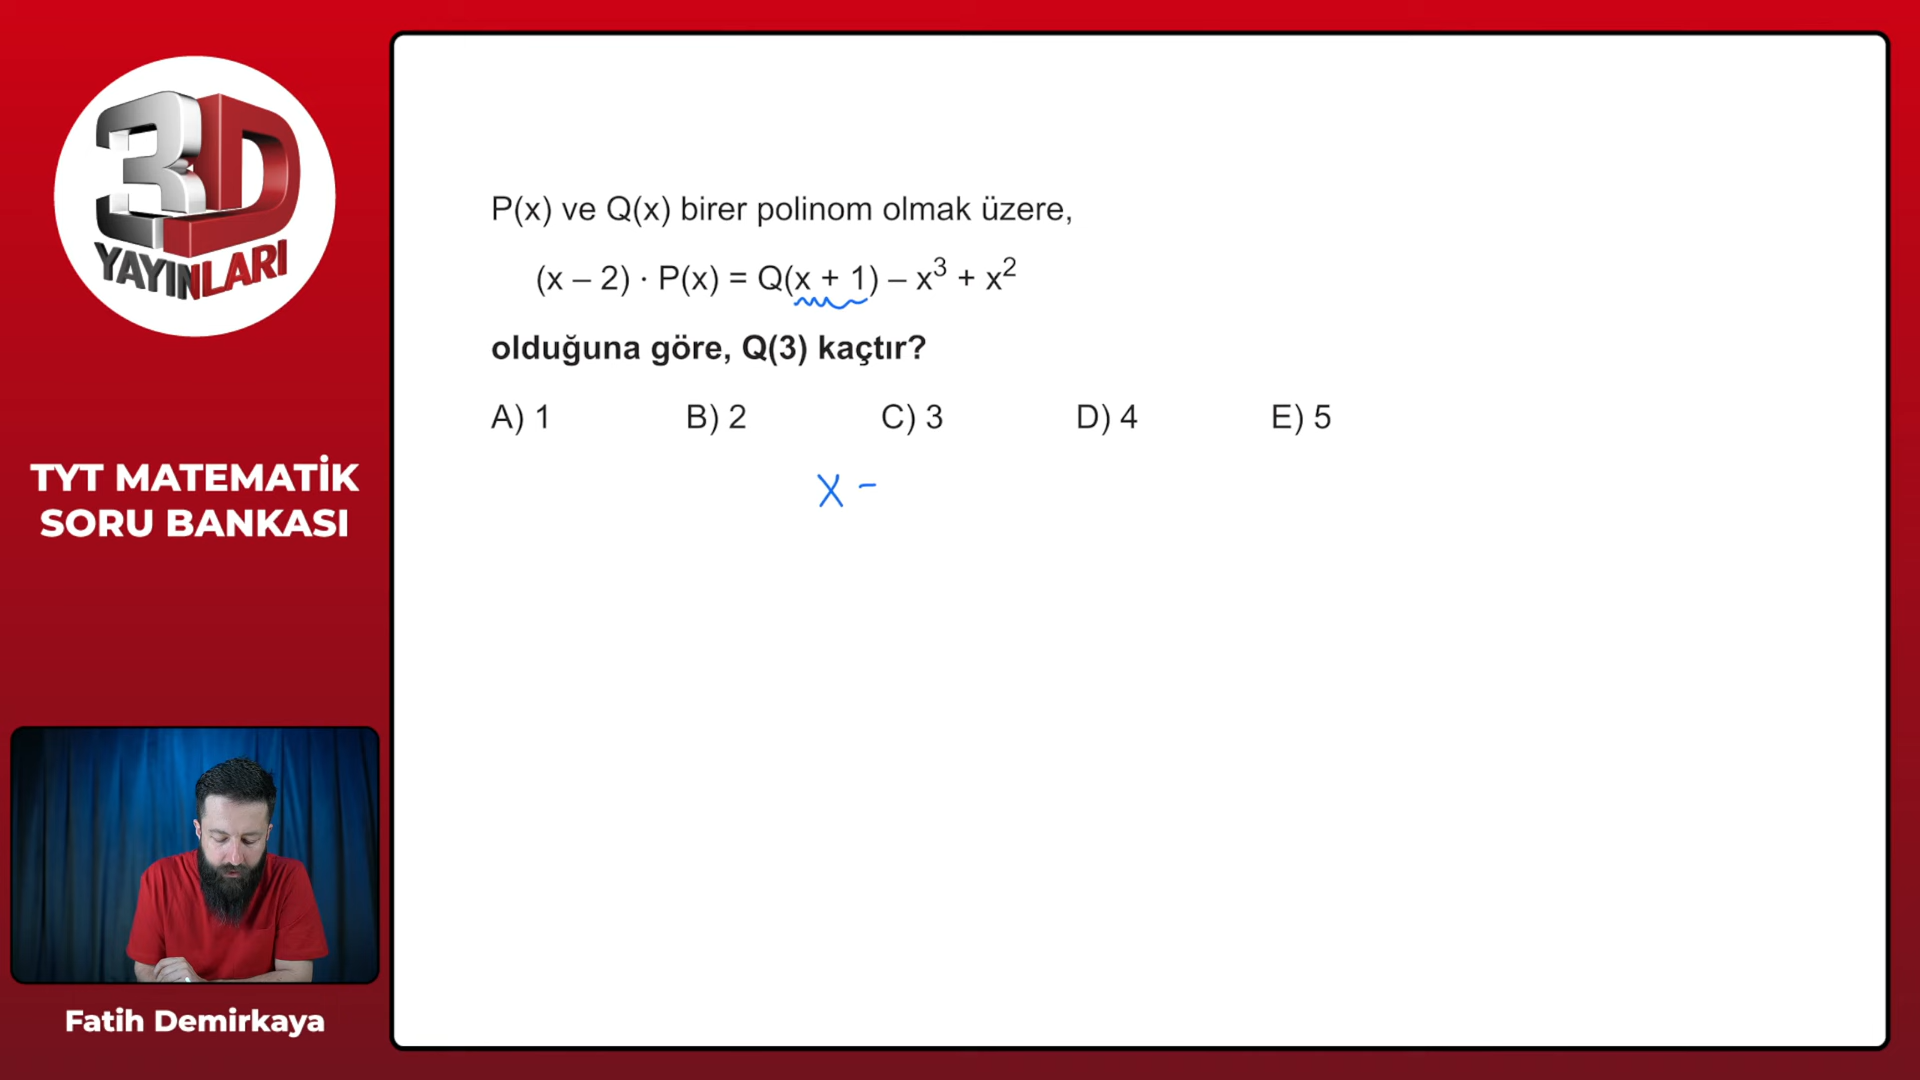 3D
YAYINLARI
TYT MATEMATİK
SORU BANKASI
Fatih Demirkaya
P(x) ve Q(x) birer polinom olmak üzere,
(x – 2) · P(x) = Q(x + 1) – x³ + x²
olduğuna göre, Q(3) kaçtır?
A) 1 B) 2 C) 3 D) 4 E) 5
x -